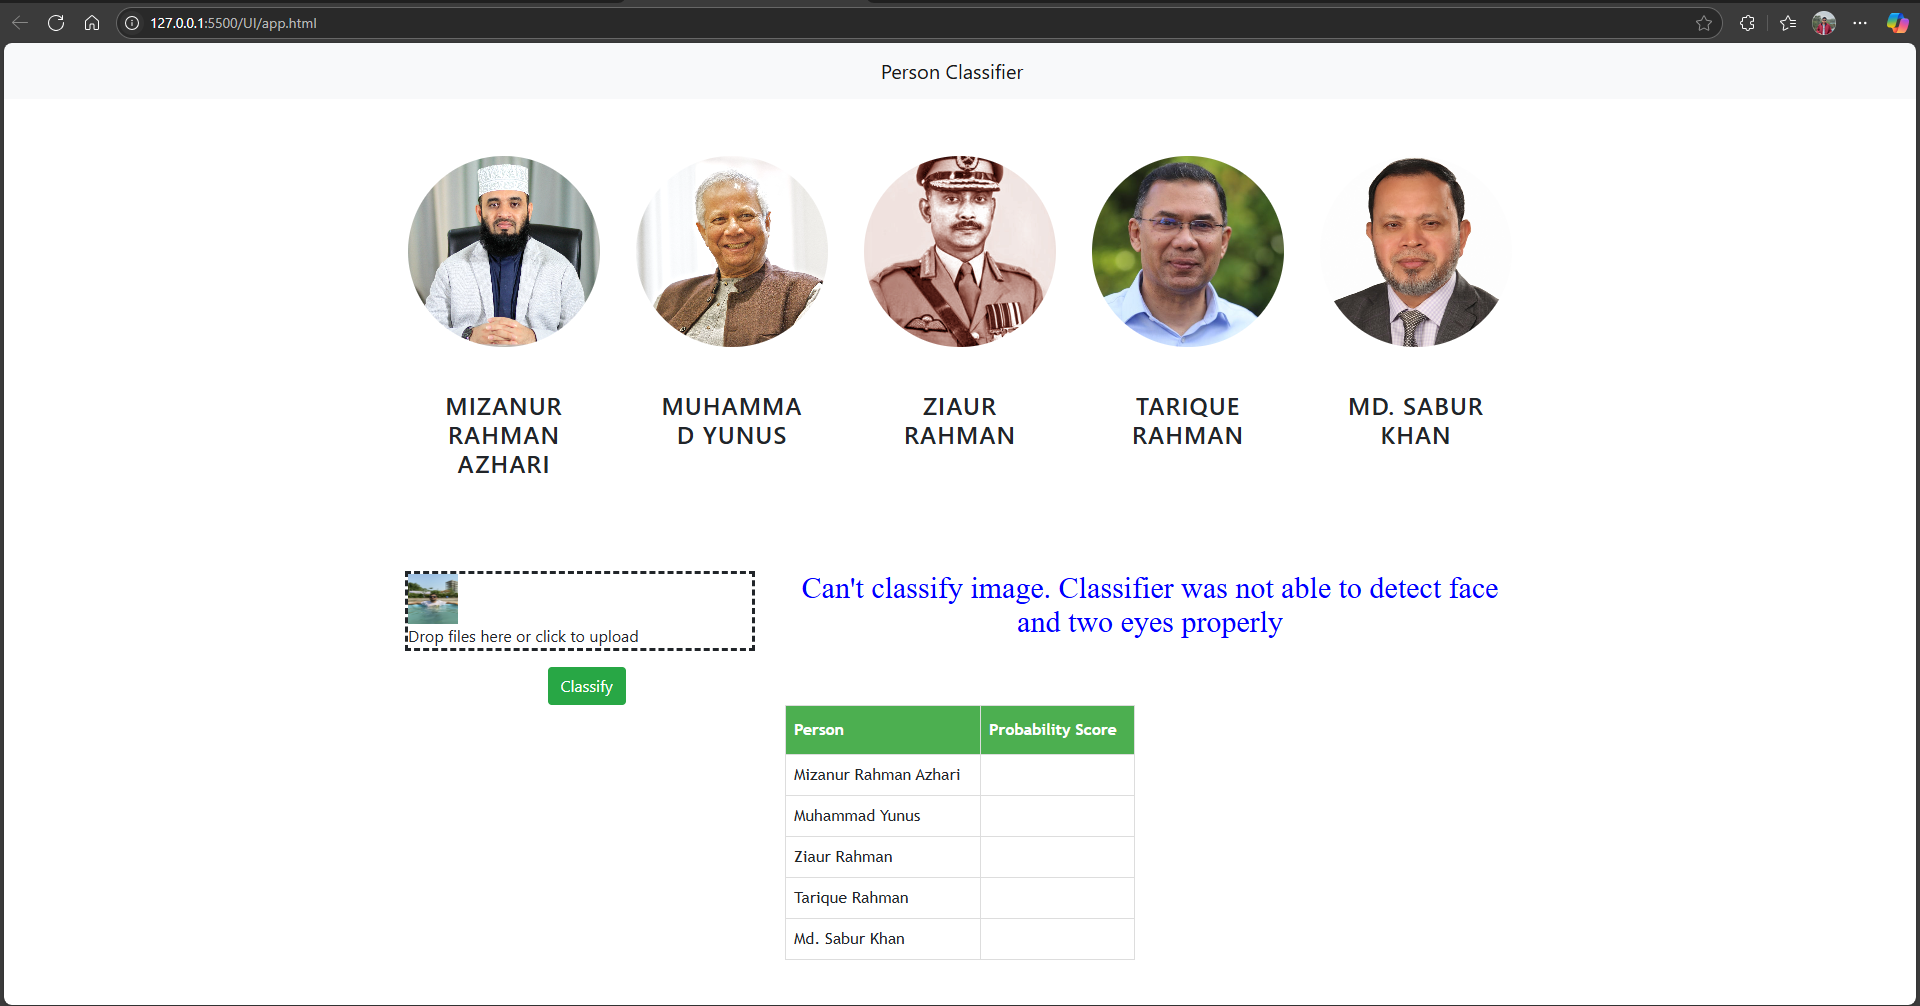 127.0.0.1:5500/UI/app.html
Person Classifier
MIZANUR
RAHMAN
AZHARI
MUHAMMA
D YUNUS
ZIAUR
RAHMAN
TARIQUE
RAHMAN
MD. SABUR
KHAN
Drop files here or click to upload
Classify
Can't classify image. Classifier was not able to detect face
and two eyes properly
Person Probability Score
Mizanur Rahman Azhari
Muhammad Yunus
Ziaur Rahman
Tarique Rahman
Md. Sabur Khan